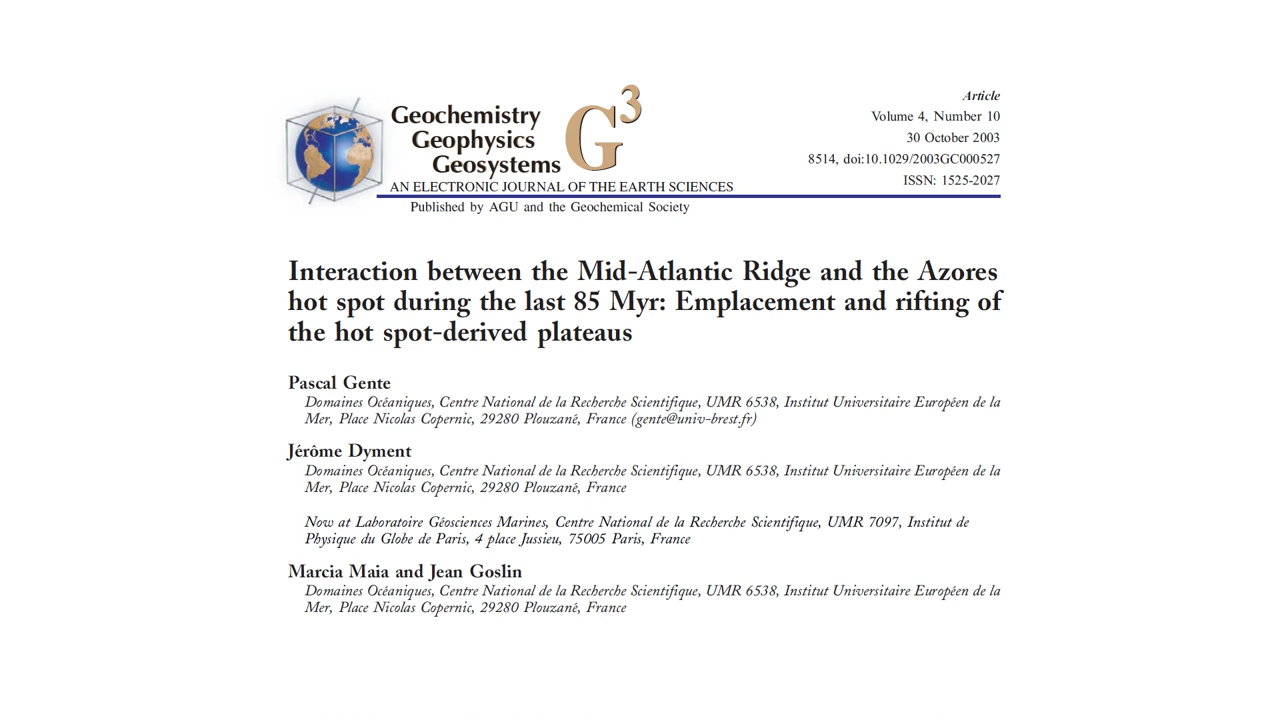 Geochemistry
Geophysics
Geosystems
G3
AN ELECTRONIC JOURNAL OF THE EARTH SCIENCES
Published by AGU and the Geochemical Society
Article
Volume 4, Number 10
30 October 2003
8514, doi:10.1029/2003GC000527
ISSN: 1525-2027
Interaction between the Mid-Atlantic Ridge and the Azores
hot spot during the last 85 Myr: Emplacement and rifting of
the hot spot-derived plateaus
Pascal Gente
Domaines Océaniques, Centre National de la Recherche Scientifique, UMR 6538, Institut Universitaire Européen de la
Mer, Place Nicolas Copernic, 29280 Plouzané, France (gente@univ-brest.fr)
Jérôme Dyment
Domaines Océaniques, Centre National de la Recherche Scientifique, UMR 6538, Institut Universitaire Européen de la
Mer, Place Nicolas Copernic, 29280 Plouzané, France
Now at Laboratoire Géosciences Marines, Centre National de la Recherche Scientifique, UMR 7097, Institut de
Physique du Globe de Paris, 4 place Jussieu, 75005 Paris, France
Marcia Maia and Jean Goslin
Domaines Océaniques, Centre National de la Recherche Scientifique, UMR 6538, Institut Universitaire Européen de la
Mer, Place Nicolas Copernic, 29280 Plouzané, France